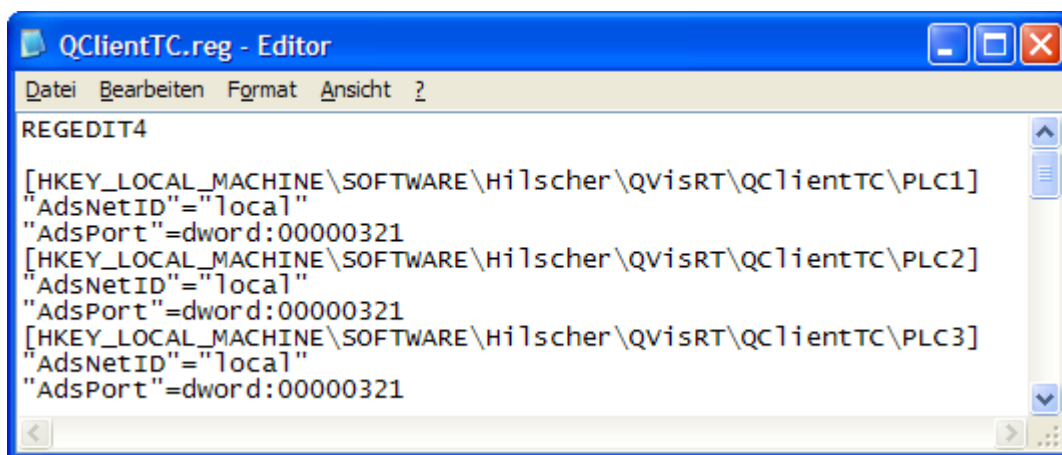 QClientTC.reg - Editor
Datei Bearbeiten Format Ansicht ?
REGEDIT4
[HKEY_LOCAL_MACHINE\SOFTWARE\Hilscher\QVisRT\QClientTC\PLC1]
"AdsNetID"="local"
"AdsPort"=dword:00000321
[HKEY_LOCAL_MACHINE\SOFTWARE\Hilscher\QVisRT\QClientTC\PLC2]
"AdsNetID"="local"
"AdsPort"=dword:00000321
[HKEY_LOCAL_MACHINE\SOFTWARE\Hilscher\QVisRT\QClientTC\PLC3]
"AdsNetID"="local"
"AdsPort"=dword:00000321